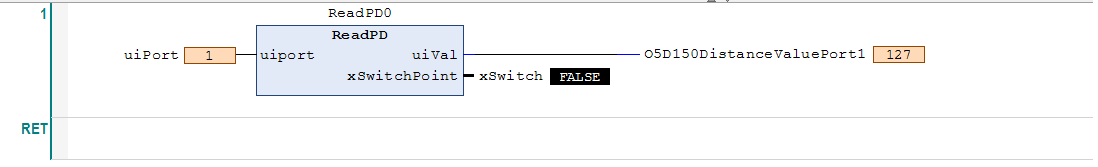 1
ReadPD0
ReadPD
uiPort 1 uiport uiVal O5D150DistanceValuePort1 127
xSwitchPoint xSwitch FALSE
RET